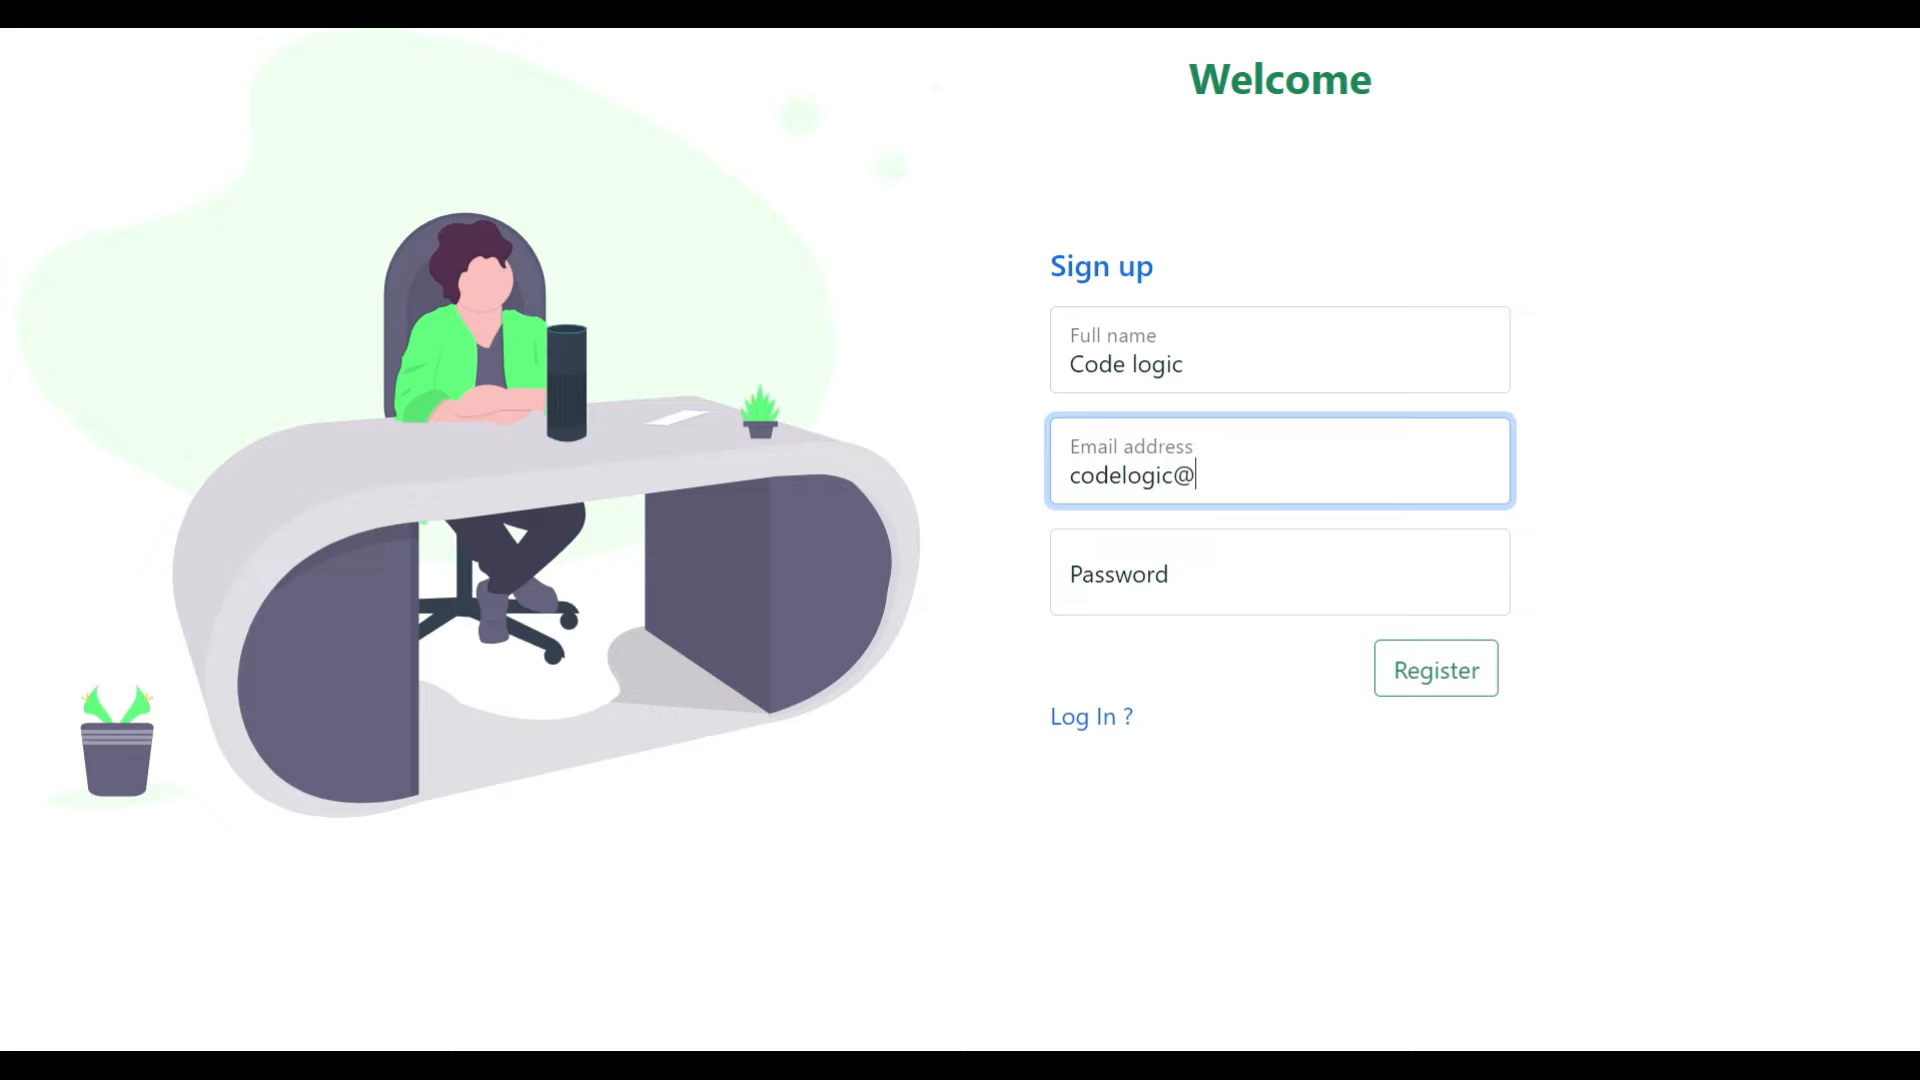 Welcome
Sign up
Full name
Code logic
Email address
codelogic@
Password
Register
Log In ?